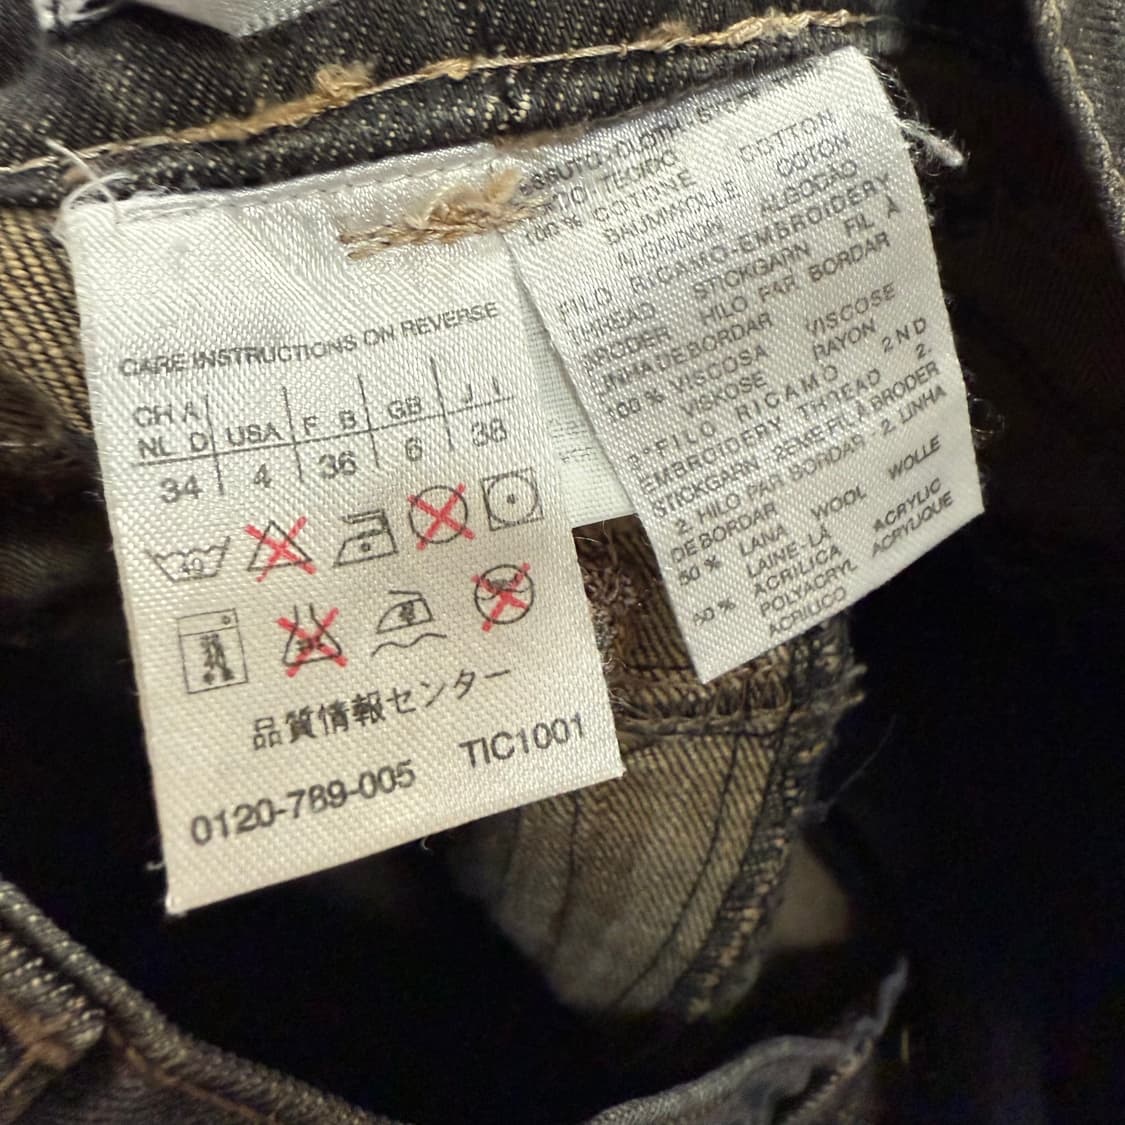 CARE INSTRUCTIONS ON REVERSE
CH A
NL D USA F B GB J I
34 4 36 6 38
40
品質情報センター
0120-789-005 TIC1001
CLOTH
100 % COTONE COTTON
BAUMWOLLE COTON
ALGODON ALGODÃO
FILO RICAMO-EMBROIDERY
THREAD STICKGARN FIL À
BRODER HILO PAR BORDAR
LINHA DE BORDAR
100 % VISCOSA VISCOSE
VISKOSE RAYON
2°FILO RICAMO 2ND
EMBROIDERY THREAD 2.
STICKGARN 2EME FIL À BRODER
2 HILO PAR BORDAR-2. LINHA
DE BORDAR
50 % LANA WOOL WOLLE
LAINE-LÃ
50 % ACRILICA ACRYLIC
POLYACRYL ACRYLIQUE
ACRILICO